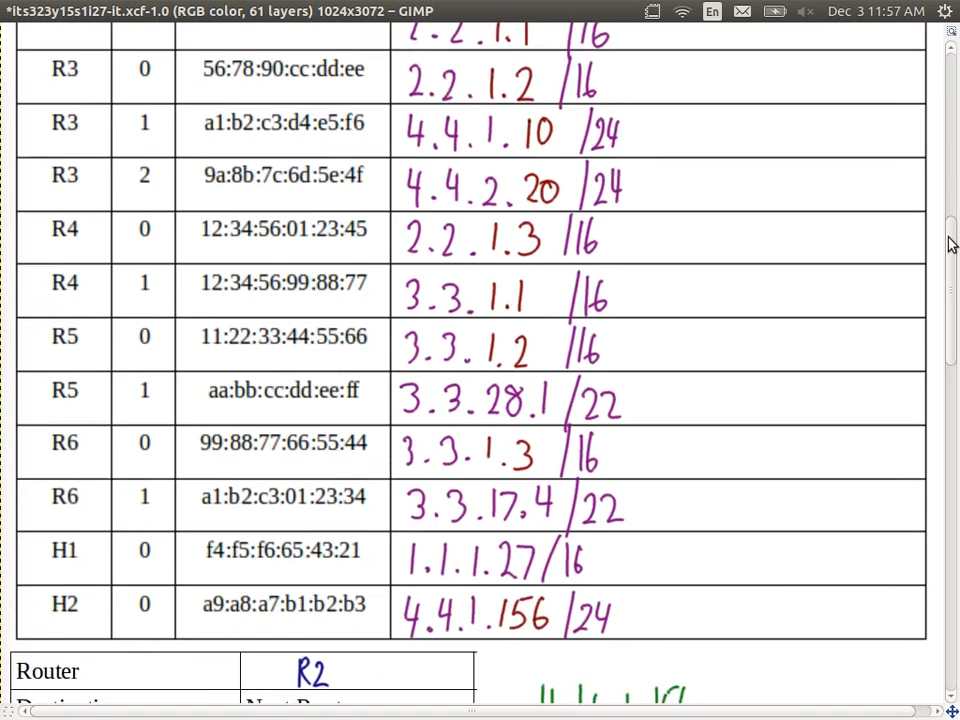 *its323y15s1i27-it.xcf-1.0 (RGB color, 61 layers) 1024x3072 – GIMP En Dec 3 11:57 AM
2.2.1.1 /16
R3 0 56:78:90:cc:dd:ee 2.2.1.2 /16
R3 1 a1:b2:c3:d4:e5:f6 4.4.1.10 /24
R3 2 9a:8b:7c:6d:5e:4f 4.4.2.20 /24
R4 0 12:34:56:01:23:45 2.2.1.3 /16
R4 1 12:34:56:99:88:77 3.3.1.1 /16
R5 0 11:22:33:44:55:66 3.3.1.2 /16
R5 1 aa:bb:cc:dd:ee:ff 3.3.28.1 /22
R6 0 99:88:77:66:55:44 3.3.1.3 /16
R6 1 a1:b2:c3:01:23:34 3.3.17.4 /22
H1 0 f4:f5:f6:65:43:21 1.1.1.27/16
H2 0 a9:a8:a7:b1:b2:b3 4.4.1.156 /24
Router R2